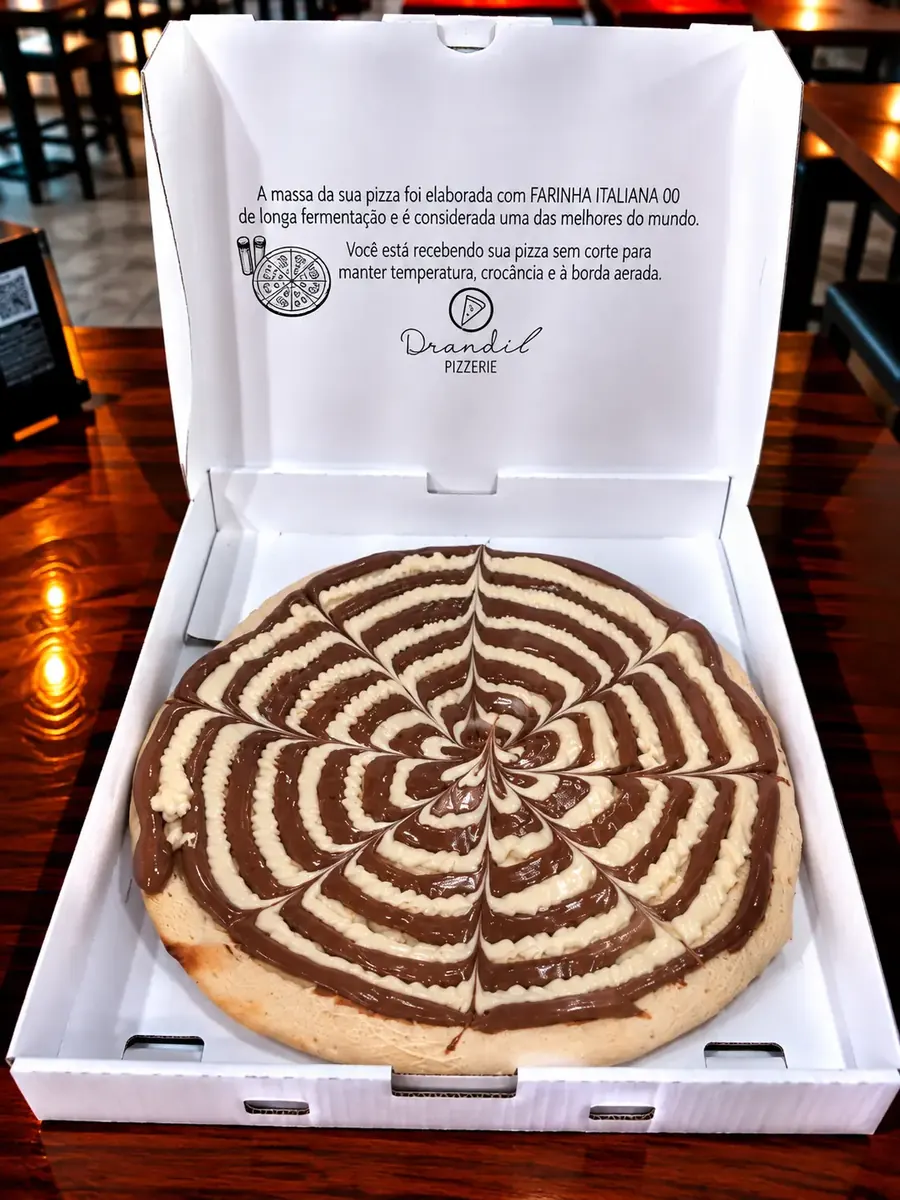 A massa da sua pizza foi elaborada com FARINHA ITALIANA 00
de longa fermentação e é considerada uma das melhores do mundo.
Você está recebendo sua pizza sem corte para
manter temperatura, crocância e à borda aerada.
Drandil
PIZZERIE